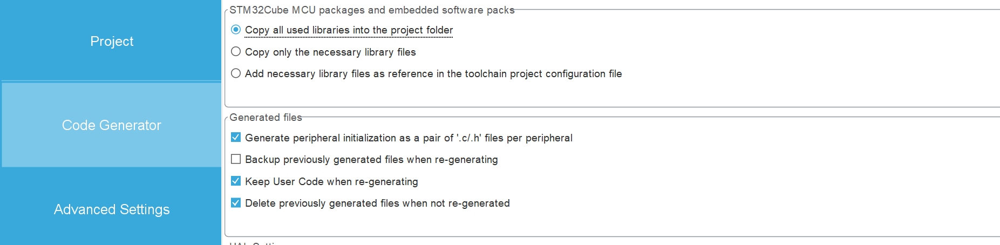 Project
Code Generator
Advanced Settings
STM32Cube MCU packages and embedded software packs
Copy all used libraries into the project folder
Copy only the necessary library files
Add necessary library files as reference in the toolchain project configuration file
Generated files
Generate peripheral initialization as a pair of '.c/.h' files per peripheral
Backup previously generated files when re-generating
Keep User Code when re-generating
Delete previously generated files when not re-generated